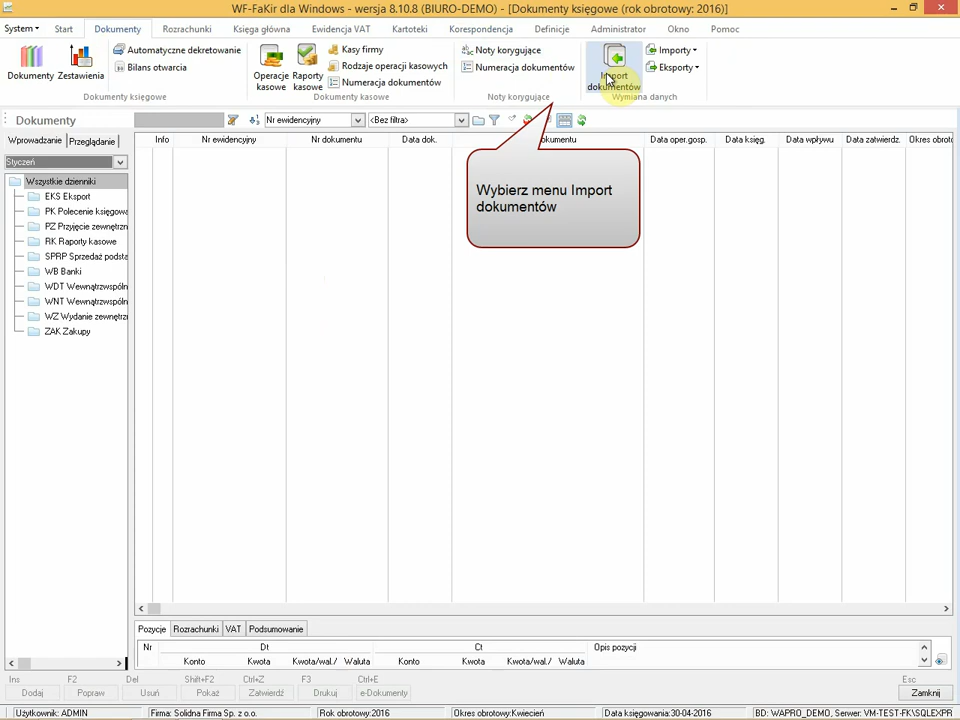 WF-FaKir dla Windows - wersja 8.10.8 (BIURO-DEMO) - [Dokumenty księgowe (rok obrotowy: 2016)]
System Start Dokumenty Rozrachunki Księga główna Ewidencja VAT Kartoteki Korespondencja Definicje Administrator Okno Pomoc
Dokumenty Zestawienia
Automatyczne dekretowanie
Bilans otwarcia
Dokumenty księgowe
Operacje kasowe
Raporty kasowe
Kasy firmy
Rodzaje operacji kasowych
Numeracja dokumentów
Dokumenty kasowe
Noty korygujące
Numeracja dokumentów
Noty korygujące
Import dokumentów
Importy
Eksporty
Wymiana danych
Dokumenty
Nr ewidencyjny
<Bez filtra>
Wprowadzanie Przeglądanie
Styczeń
Wszystkie dzienniki
EKS Eksport
PK Polecenie księgowa
PZ Przyjęcie zewnętrzn
RK Raporty kasowe
SPRP Sprzedaż podsta
WB Banki
WDT Wewnątrzwspóln
WNT Wewnątrzwspóln
WZ Wydanie zewnętrz
ZAK Zakupy
Info Nr ewidencyjny Nr dokumentu Data dok. dokumentu Data oper.gosp. Data księg. Data wpływu Data zatwierdz. Okres obroto
Wybierz menu Import
dokumentów
Pozycje Rozrachunki VAT Podsumowanie
Nr Dt Ct Opis pozycji
Konto Kwota Kwota/wal./ Waluta Konto Kwota Kwota/wal./ Waluta
Ins F2 Del Shift+F2 Ctrl+Z F3 Ctrl+E Esc
Dodaj Popraw Usuń Pokaż Zatwierdź Drukuj e-Dokumenty Zamknij
Użytkownik: ADMIN Firma: Solidna Firma Sp. z o.o. Rok obrotowy:2016 Okres obrotowy:Kwiecień Data księgowania:30-04-2016 BD: WAPRO_DEMO, Serwer: VM-TEST-FK\SQLEXPR